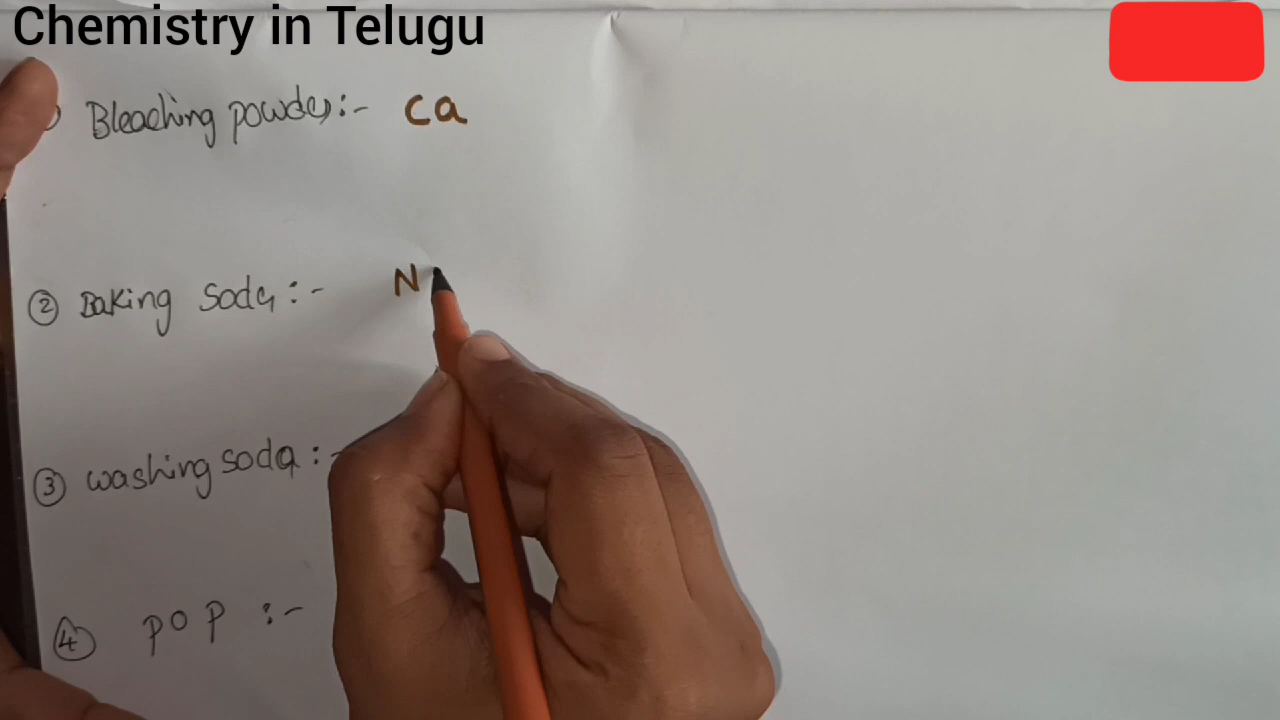 Chemistry in Telugu
Bleaching powder:- Ca
② Baking soda :- N
③ washing soda :-
④ POP :-